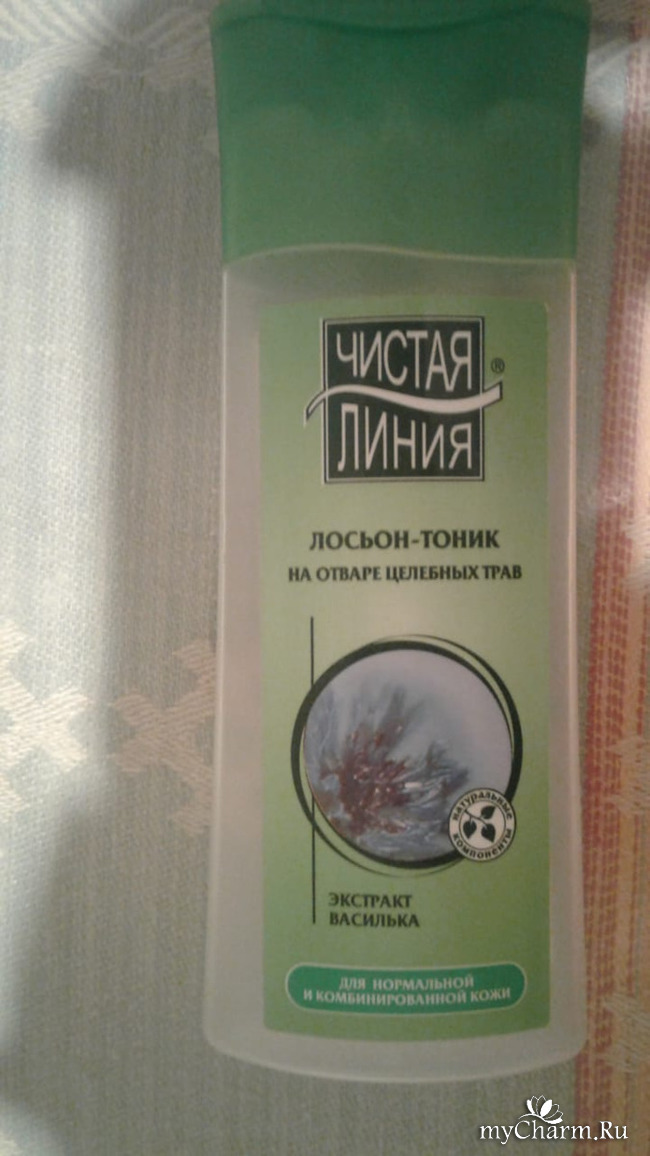 ЧИСТАЯ
ЛИНИЯ
®
ЛОСЬОН-ТОНИК
НА ОТВАРЕ ЦЕЛЕБНЫХ ТРАВ
НАТУРАЛЬНЫЕ
КОМПОНЕНТЫ
ЭКСТРАКТ
ВАСИЛЬКА
ДЛЯ НОРМАЛЬНОЙ
И КОМБИНИРОВАННОЙ КОЖИ
myCharm.Ru